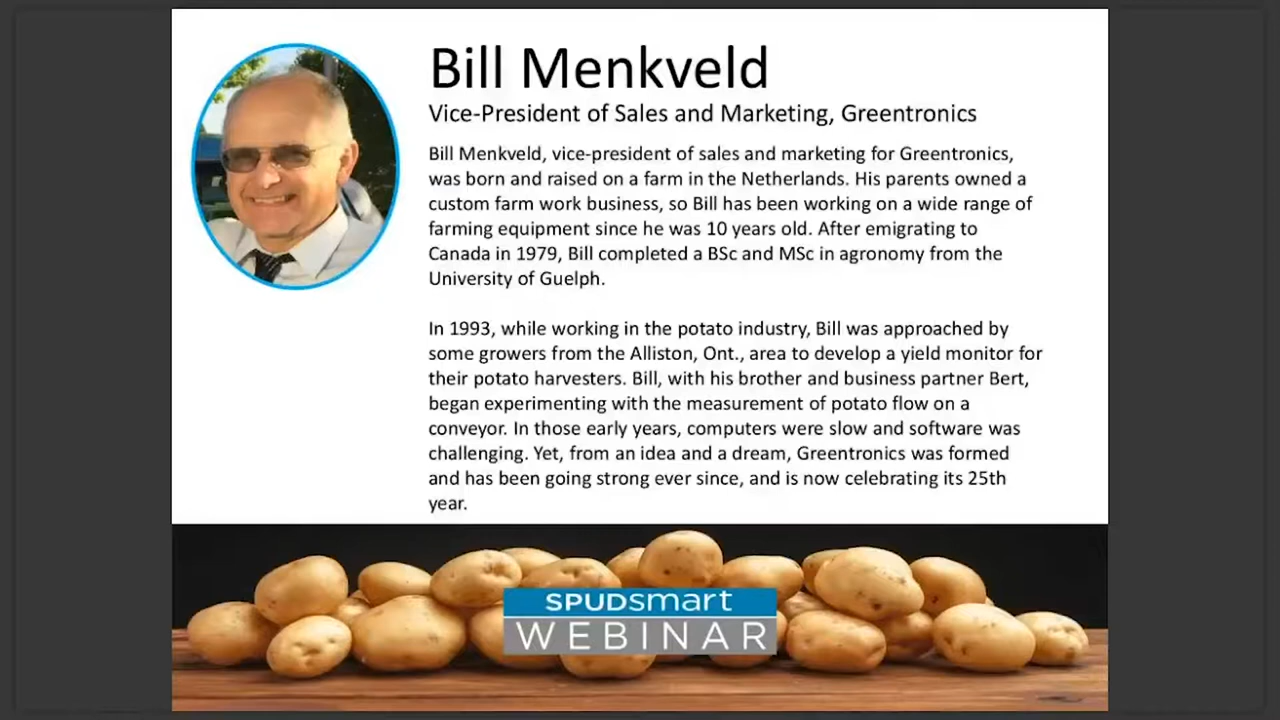 Bill Menkveld
Vice-President of Sales and Marketing, Greentronics
Bill Menkveld, vice-president of sales and marketing for Greentronics,
was born and raised on a farm in the Netherlands. His parents owned a
custom farm work business, so Bill has been working on a wide range of
farming equipment since he was 10 years old. After emigrating to
Canada in 1979, Bill completed a BSc and MSc in agronomy from the
University of Guelph.
In 1993, while working in the potato industry, Bill was approached by
some growers from the Alliston, Ont., area to develop a yield monitor for
their potato harvesters. Bill, with his brother and business partner Bert,
began experimenting with the measurement of potato flow on a
conveyor. In those early years, computers were slow and software was
challenging. Yet, from an idea and a dream, Greentronics was formed
and has been going strong ever since, and is now celebrating its 25th
year.
SPUDsmart
WEBINAR